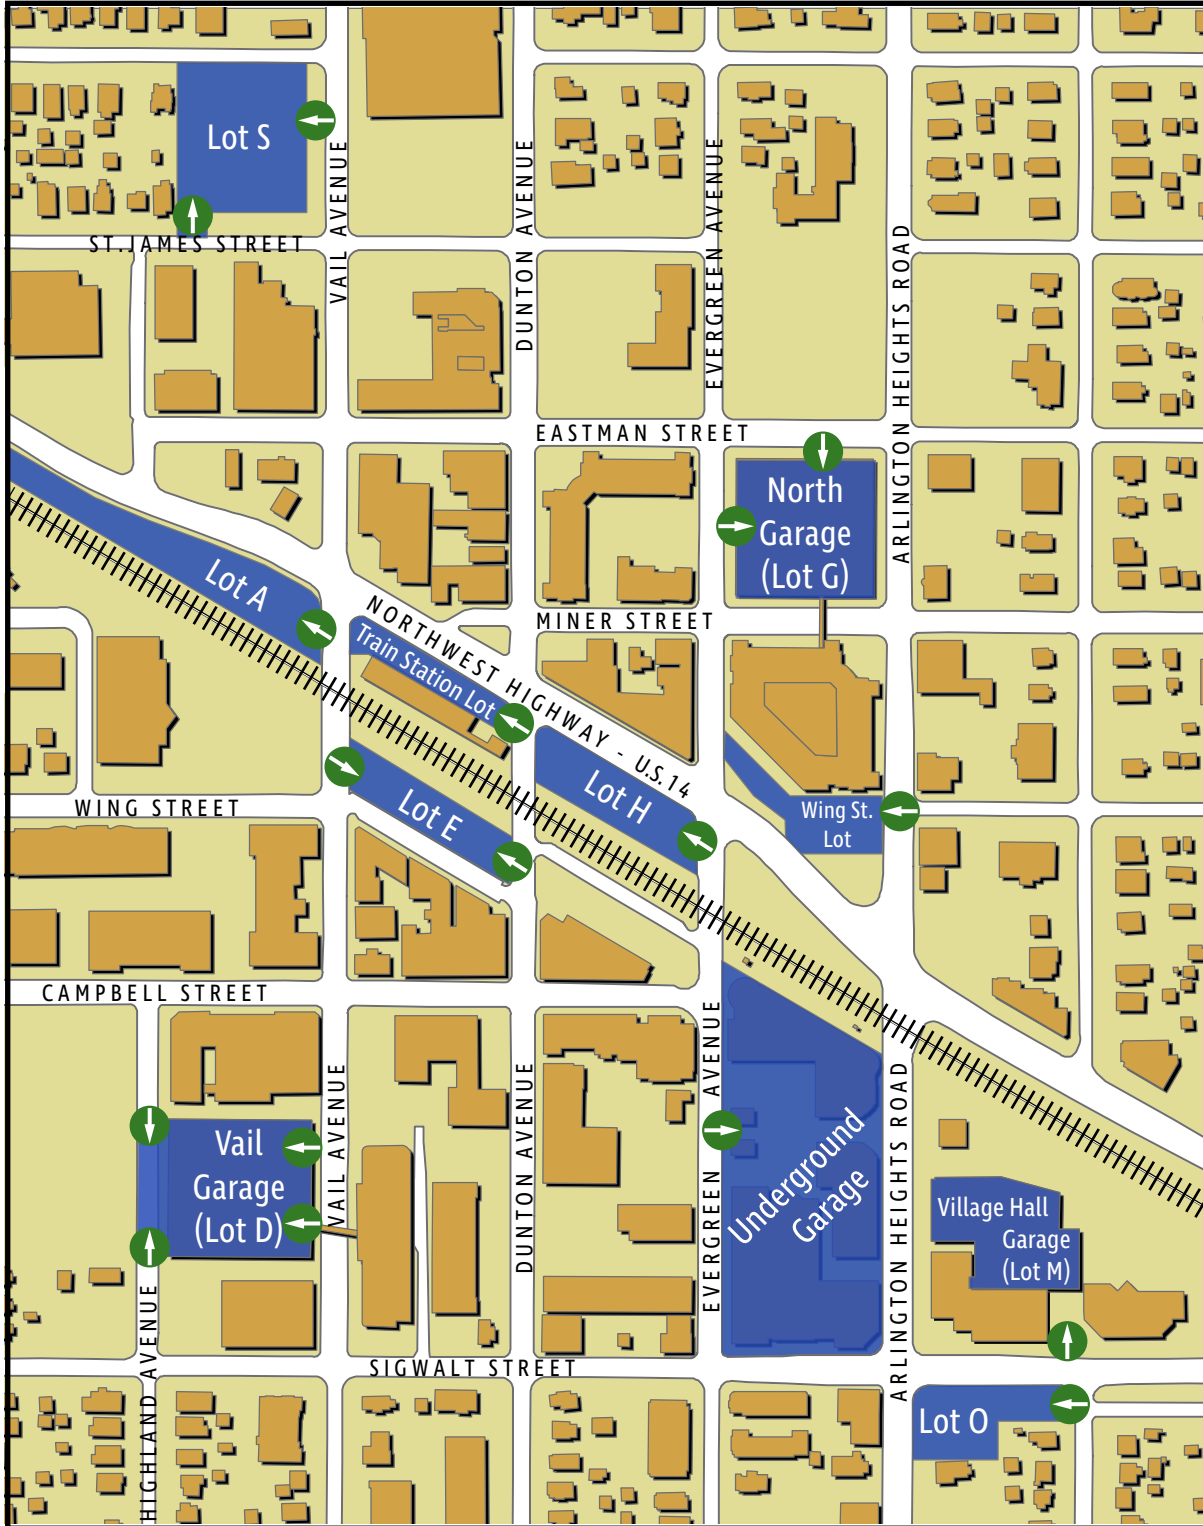 Lot S
ST.JAMES STREET
VAIL AVENUE
DUNTON AVENUE
EVERGREEN AVENUE
ARLINGTON HEIGHTS ROAD
EASTMAN STREET
North
Garage
(Lot G)
Lot A
MINER STREET
NORTHWEST HIGHWAY - U.S.14
Train Station Lot
Lot H
Lot E
Wing St.
Lot
WING STREET
CAMPBELL STREET
Vail
Garage
(Lot D)
VAIL AVENUE
DUNTON AVENUE
EVERGREEN AVENUE
Underground
Garage
ARLINGTON HEIGHTS ROAD
Village Hall
Garage
(Lot M)
HIGHLAND AVENUE
SIGWALT STREET
Lot O